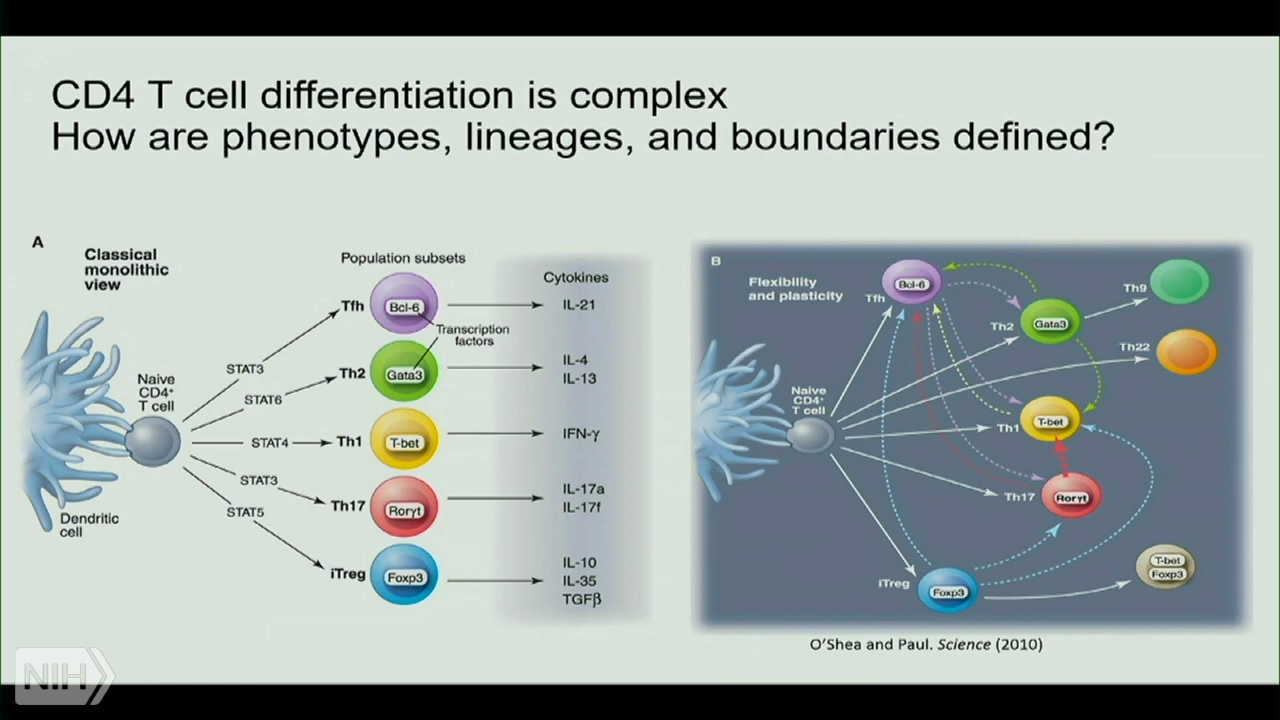 CD4 T cell differentiation is complex
How are phenotypes, lineages, and boundaries defined?
A
Classical
monolithic
view
Population subsets
Cytokines
Naive
CD4+
T cell
Dendritic
cell
STAT3
STAT6
STAT4
STAT3
STAT5
Tfh
Bcl-6
IL-21
Transcription
factors
Th2
Gata3
IL-4
IL-13
Th1
T-bet
IFN-γ
Th17
Rorγt
IL-17a
IL-17f
iTreg
Foxp3
IL-10
IL-35
TGFβ
B
Flexibility
and plasticity
Naive
CD4+
T cell
Tfh
Bcl-6
Th2
Gata3
Th9
Th22
Th1
T-bet
Th17
Rorγt
iTreg
Foxp3
T-bet
Foxp3
O'Shea and Paul. Science (2010)
NIH